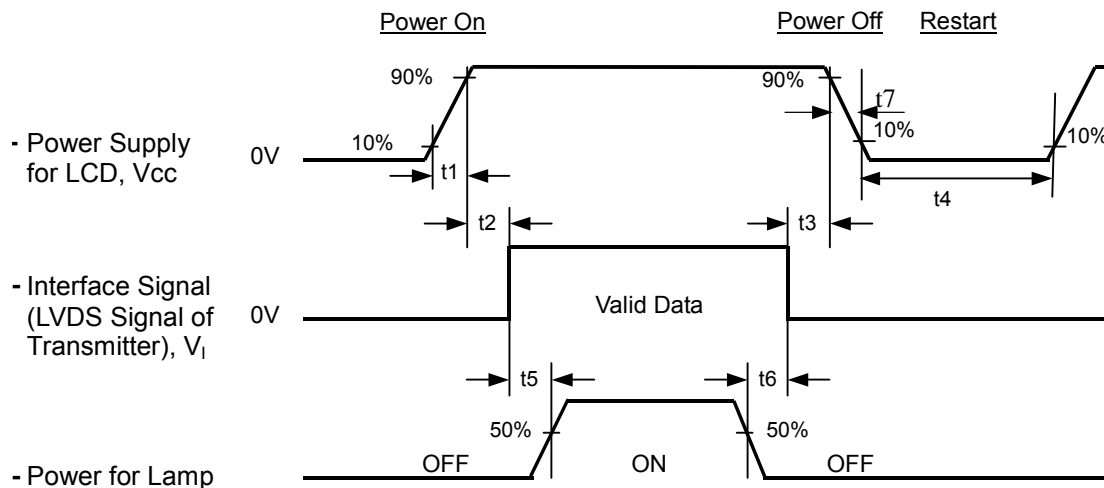 Power On
Power Off
Restart
90%
90%
t7
10%
10%
10%
- Power Supply
for LCD, Vcc
0V
t1
t4
t2
t3
- Interface Signal
(LVDS Signal of
Transmitter), VI
0V
Valid Data
t5
t6
50%
50%
- Power for Lamp
OFF
ON
OFF